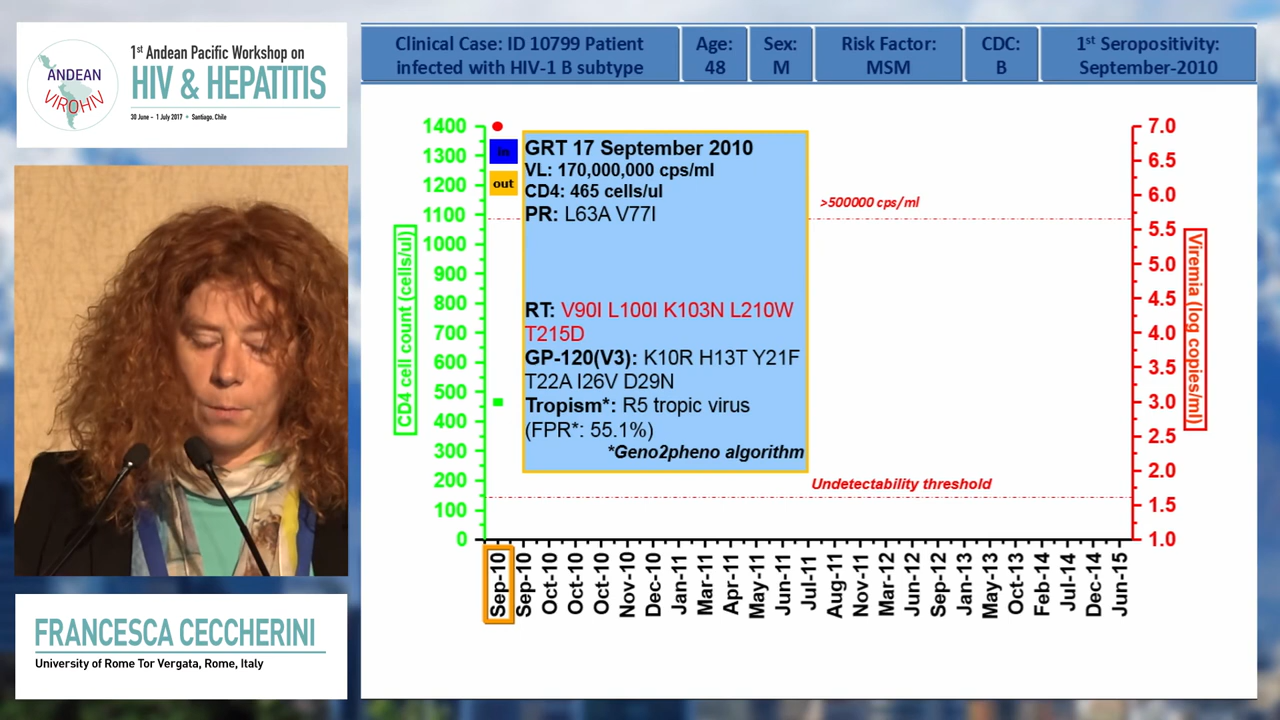 1st Andean Pacific Workshop on
HIV & HEPATITIS
30 June – 1 July 2017 • Santiago, Chile
ANDEAN
VIROHIV
FRANCESCA CECCHERINI
University of Rome Tor Vergata, Rome, Italy
Clinical Case: ID 10799 Patient
infected with HIV-1 B subtype
Age:
48
Sex:
M
Risk Factor:
MSM
CDC:
B
1st Seropositivity:
September-2010
CD4 cell count (cells/ul)
1400
1300
1200
1100
1000
900
800
700
600
500
400
300
200
100
0
in
out
GRT 17 September 2010
VL: 170,000,000 cps/ml
CD4: 465 cells/ul
PR: L63A V77I
RT: V90I L100I K103N L210W
T215D
GP-120(V3): K10R H13T Y21F
T22A I26V D29N
Tropism*: R5 tropic virus
(FPR*: 55.1%)
*Geno2pheno algorithm
>500000 cps/ml
Undetectability threshold
7.0
6.5
6.0
5.5
5.0
4.5
4.0
3.5
3.0
2.5
2.0
1.5
1.0
Viremia (log copies/ml)
Sep-10
Sep-10
Oct-10
Oct-10
Oct-10
Nov-10
Dec-10
Jan-11
Mar-11
Apr-11
May-11
Jun-11
Jul-11
Aug-11
Nov-11
Mar-12
Jun-12
Sep-12
Jan-13
May-13
Oct-13
Feb-14
Jul-14
Dec-14
Jun-15